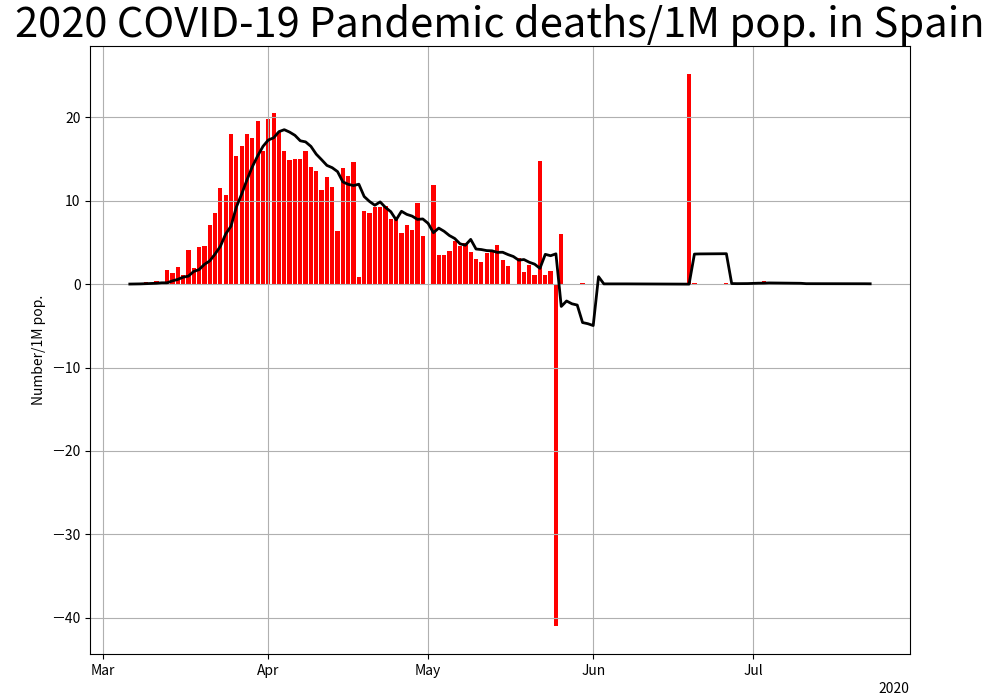 2020 COVID-19 Pandemic deaths/1M pop. in Spain
Number/1M pop.
20
10
0
−10
−20
−30
−40
Mar
Apr
May
Jun
Jul
2020